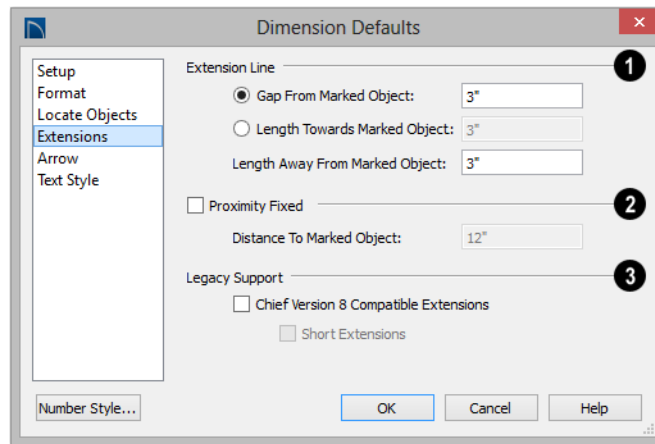 Dimension Defaults
Setup
Format
Locate Objects
Extensions
Arrow
Text Style
Extension Line 1
Gap From Marked Object: 3"
Length Towards Marked Object: 3"
Length Away From Marked Object: 3"
Proximity Fixed 2
Distance To Marked Object: 12"
Legacy Support 3
Chief Version 8 Compatible Extensions
Short Extensions
Number Style... OK Cancel Help